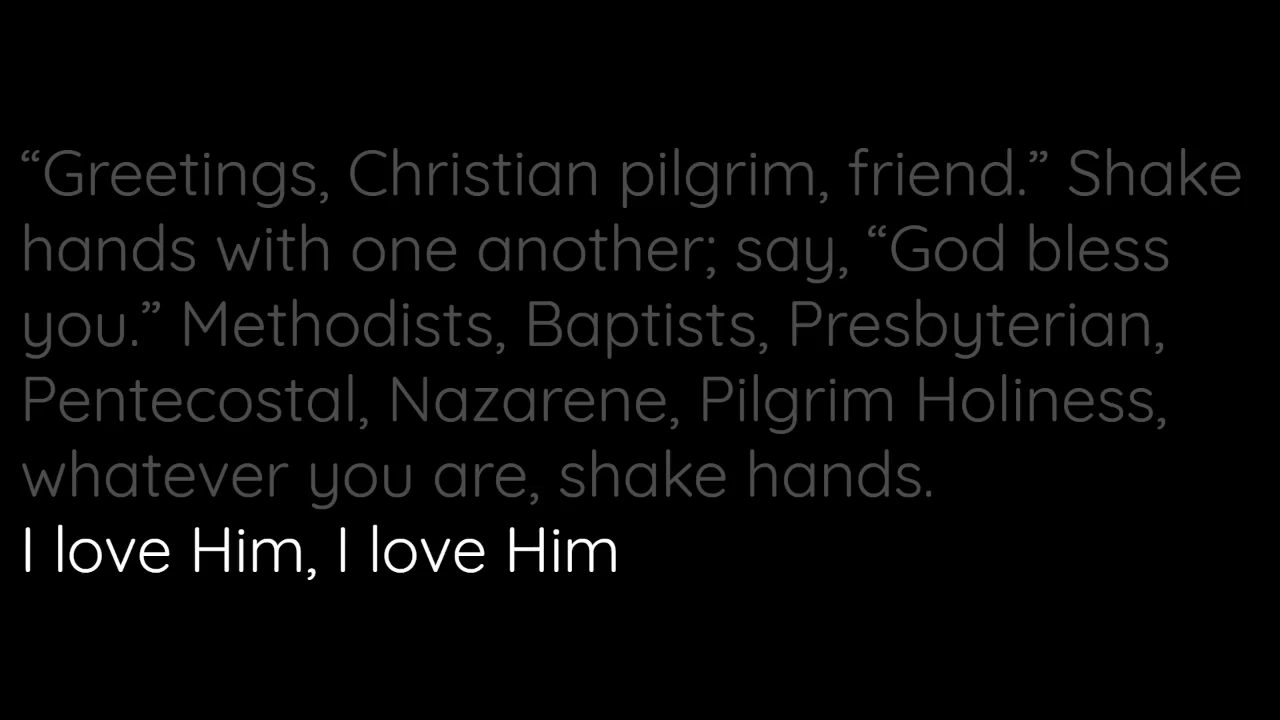 “Greetings, Christian pilgrim, friend.” Shake
hands with one another; say, “God bless
you.” Methodists, Baptists, Presbyterian,
Pentecostal, Nazarene, Pilgrim Holiness,
whatever you are, shake hands.
I love Him, I love Him